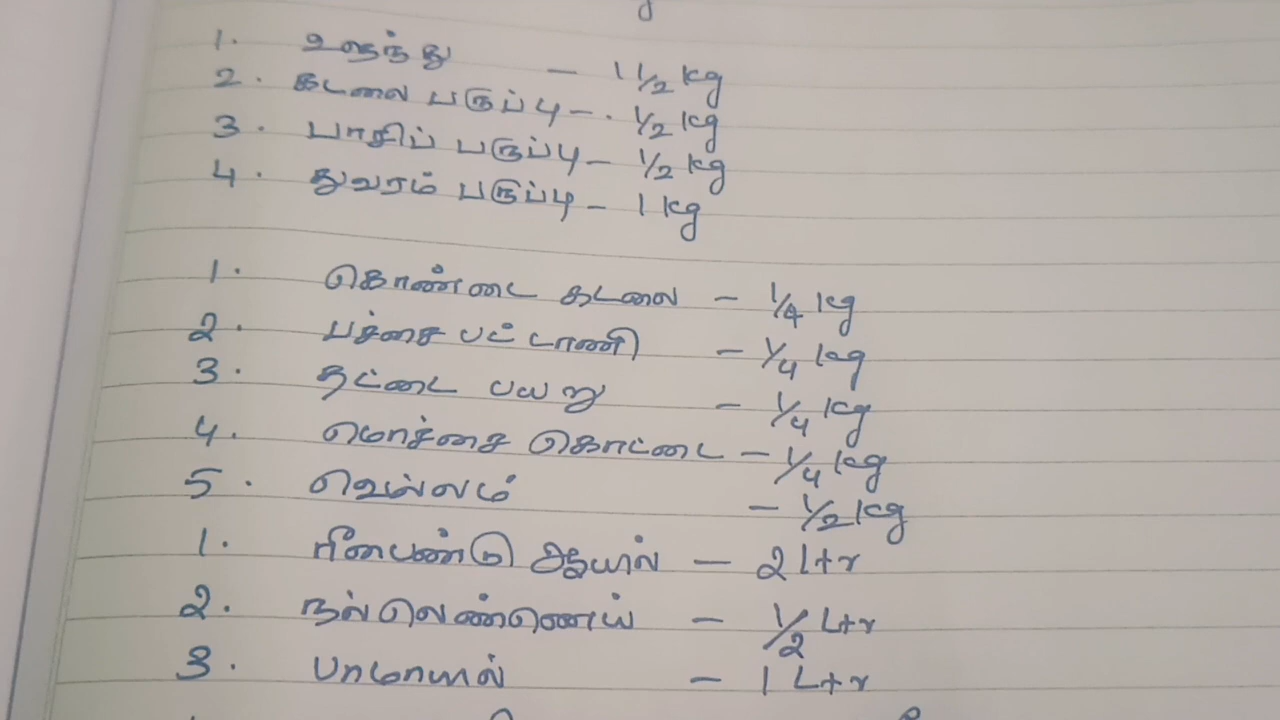 1. உளுந்து - 1 1/2 kg
2. கடலை பருப்பு - 1/2 kg
3. பாசிப் பருப்பு - 1/2 kg
4. துவரம் பருப்பு - 1 kg
1. கொண்டை கடலை - 1/4 kg
2. பச்சை பட்டாணி - 1/4 kg
3. தட்டை பயறு - 1/4 kg
4. மொச்சை கொட்டை - 1/4 kg
5. வெல்லம் - 1/2 kg
1. ரீபைண்டு ஆயில் - 2 Ltr
2. நல்லெண்ணெய் - 1/2 Ltr
3. பாமாயில் - 1 Ltr